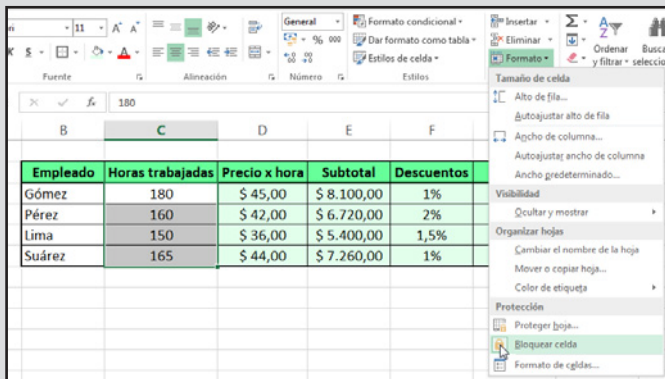 11
General
Formato condicional
Insertar
% 000
Dar formato como tabla
Eliminar
Ordenar
y filtrar
Estilos de celda
Formato
Fuente
Alineación
Número
Estilos
fx 180
B C D E F
Empleado Horas trabajadas Precio x hora Subtotal Descuentos
Gómez 180 $ 45,00 $ 8.100,00 1%
Pérez 160 $ 42,00 $ 6.720,00 2%
Lima 150 $ 36,00 $ 5.400,00 1,5%
Suárez 165 $ 44,00 $ 7.260,00 1%
Tamaño de celda
Alto de fila...
Autoajustar alto de fila
Ancho de columna...
Autoajustar ancho de columna
Ancho predeterminado...
Visibilidad
Ocultar y mostrar
Organizar hojas
Cambiar el nombre de la hoja
Mover o copiar hoja...
Color de etiqueta
Protección
Proteger hoja...
Bloquear celda
Formato de celdas...